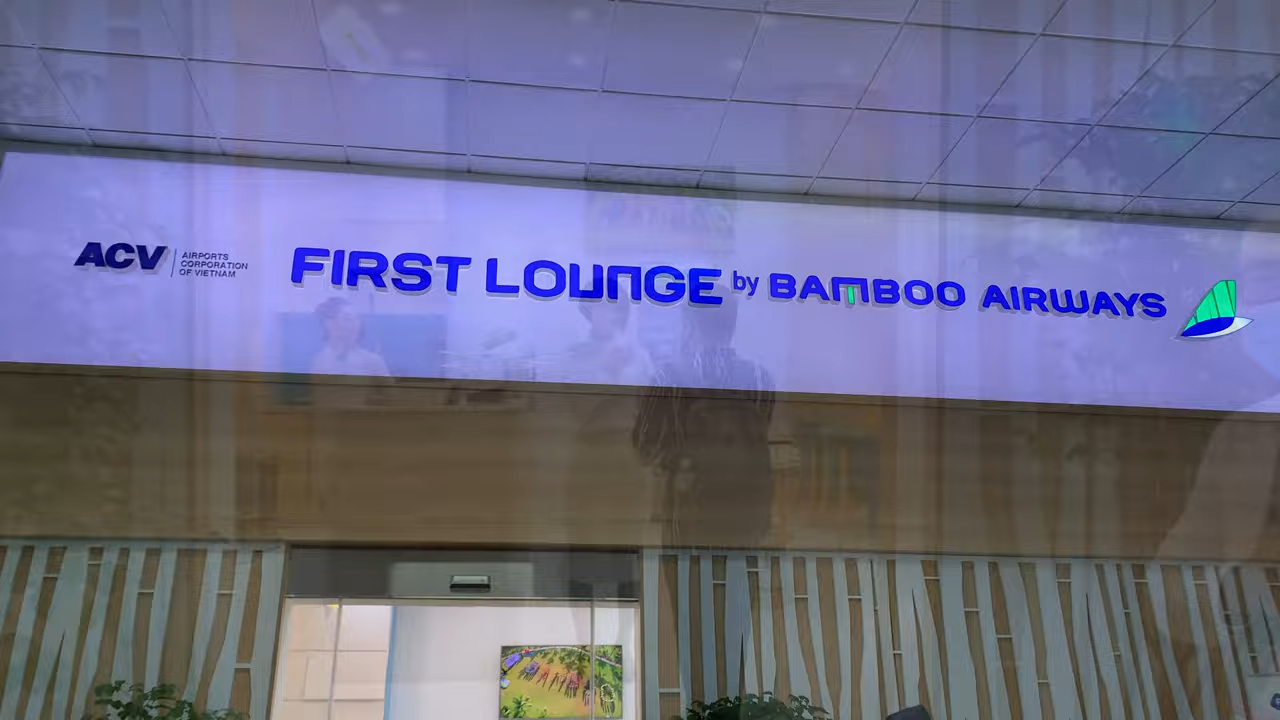 ACV
AIRPORTS
CORPORATION
OF VIETNAM
FIRST LOUNGE by BAMBOO AIRWAYS